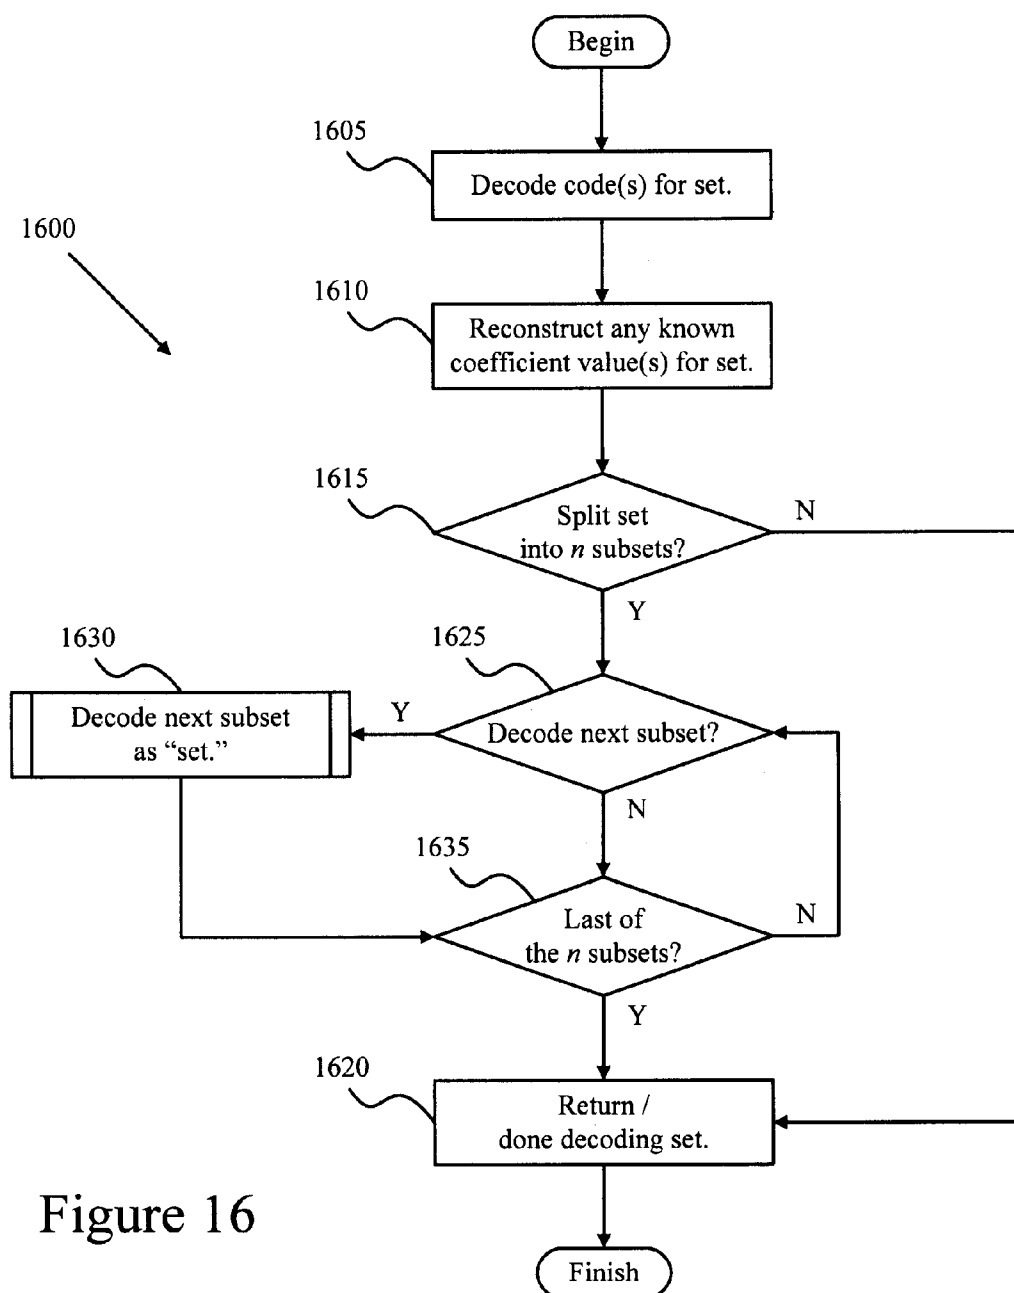 Begin
1605
Decode code(s) for set.
1600
1610
Reconstruct any known
coefficient value(s) for set.
1615
Split set
into n subsets?
N
Y
1630
1625
Decode next subset
as “set.”
Y
Decode next subset?
N
1635
Last of
the n subsets?
N
Y
1620
Return /
done decoding set.
Figure 16
Finish